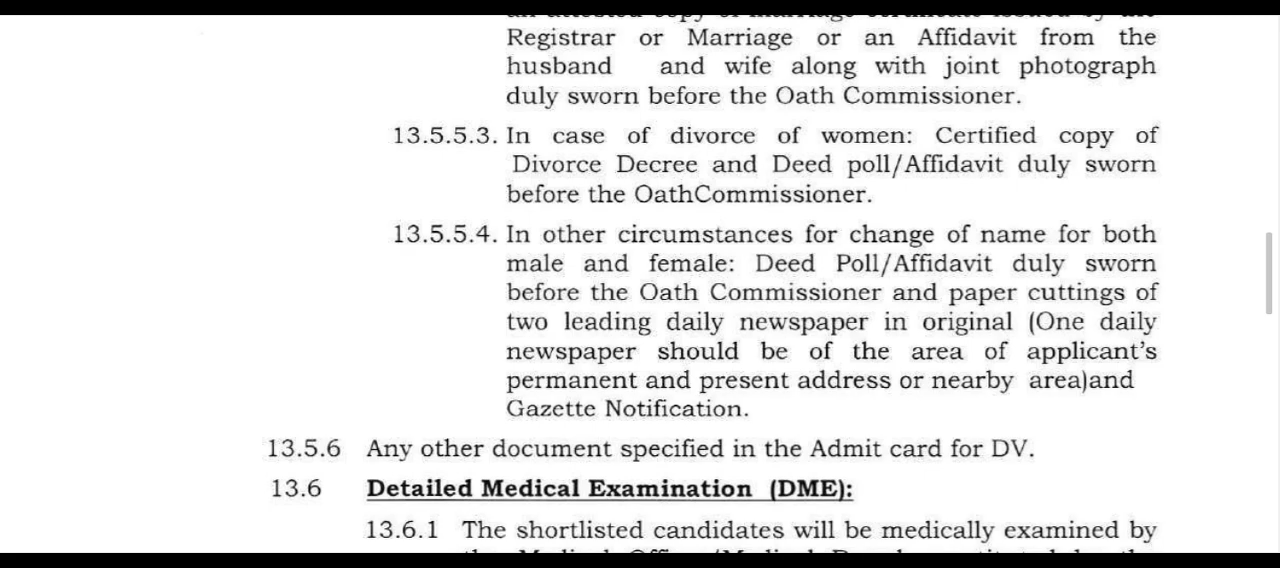 Registrar or Marriage or an Affidavit from the
husband and wife along with joint photograph
duly sworn before the Oath Commissioner.
13.5.5.3. In case of divorce of women: Certified copy of
Divorce Decree and Deed poll/Affidavit duly sworn
before the OathCommissioner.
13.5.5.4. In other circumstances for change of name for both
male and female: Deed Poll/Affidavit duly sworn
before the Oath Commissioner and paper cuttings of
two leading daily newspaper in original (One daily
newspaper should be of the area of applicant's
permanent and present address or nearby area)and
Gazette Notification.
13.5.6 Any other document specified in the Admit card for DV.
13.6 Detailed Medical Examination (DME):
13.6.1 The shortlisted candidates will be medically examined by